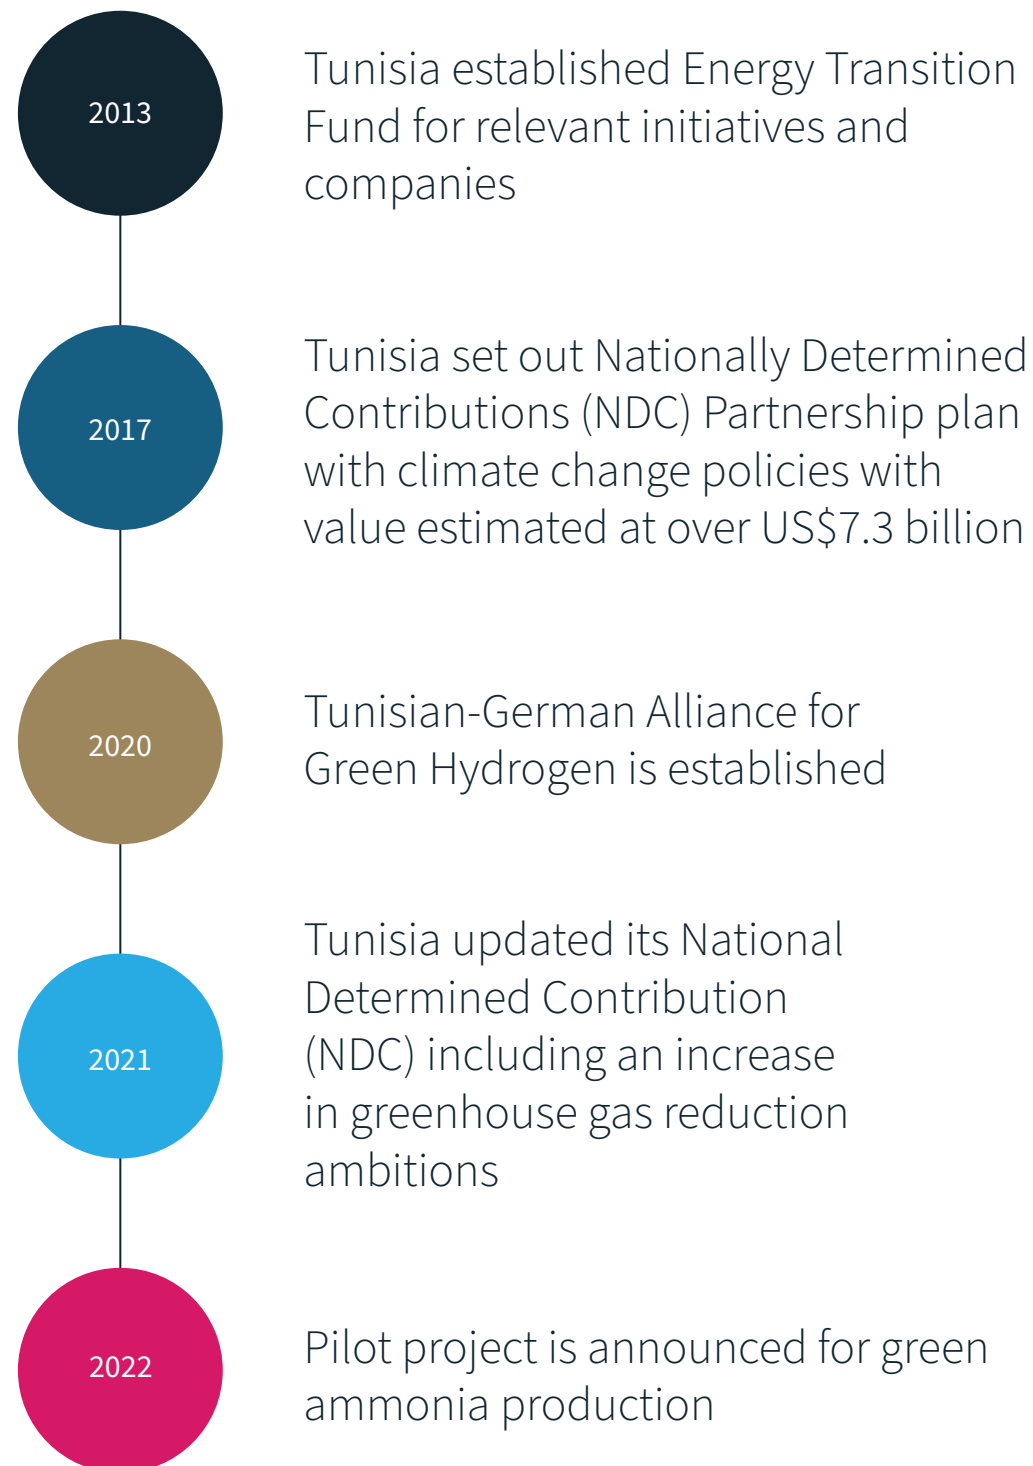 2013
Tunisia established Energy Transition
Fund for relevant initiatives and
companies
2017
Tunisia set out Nationally Determined
Contributions (NDC) Partnership plan
with climate change policies with
value estimated at over US$7.3 billion
2020
Tunisian-German Alliance for
Green Hydrogen is established
2021
Tunisia updated its National
Determined Contribution
(NDC) including an increase
in greenhouse gas reduction
ambitions
2022
Pilot project is announced for green
ammonia production